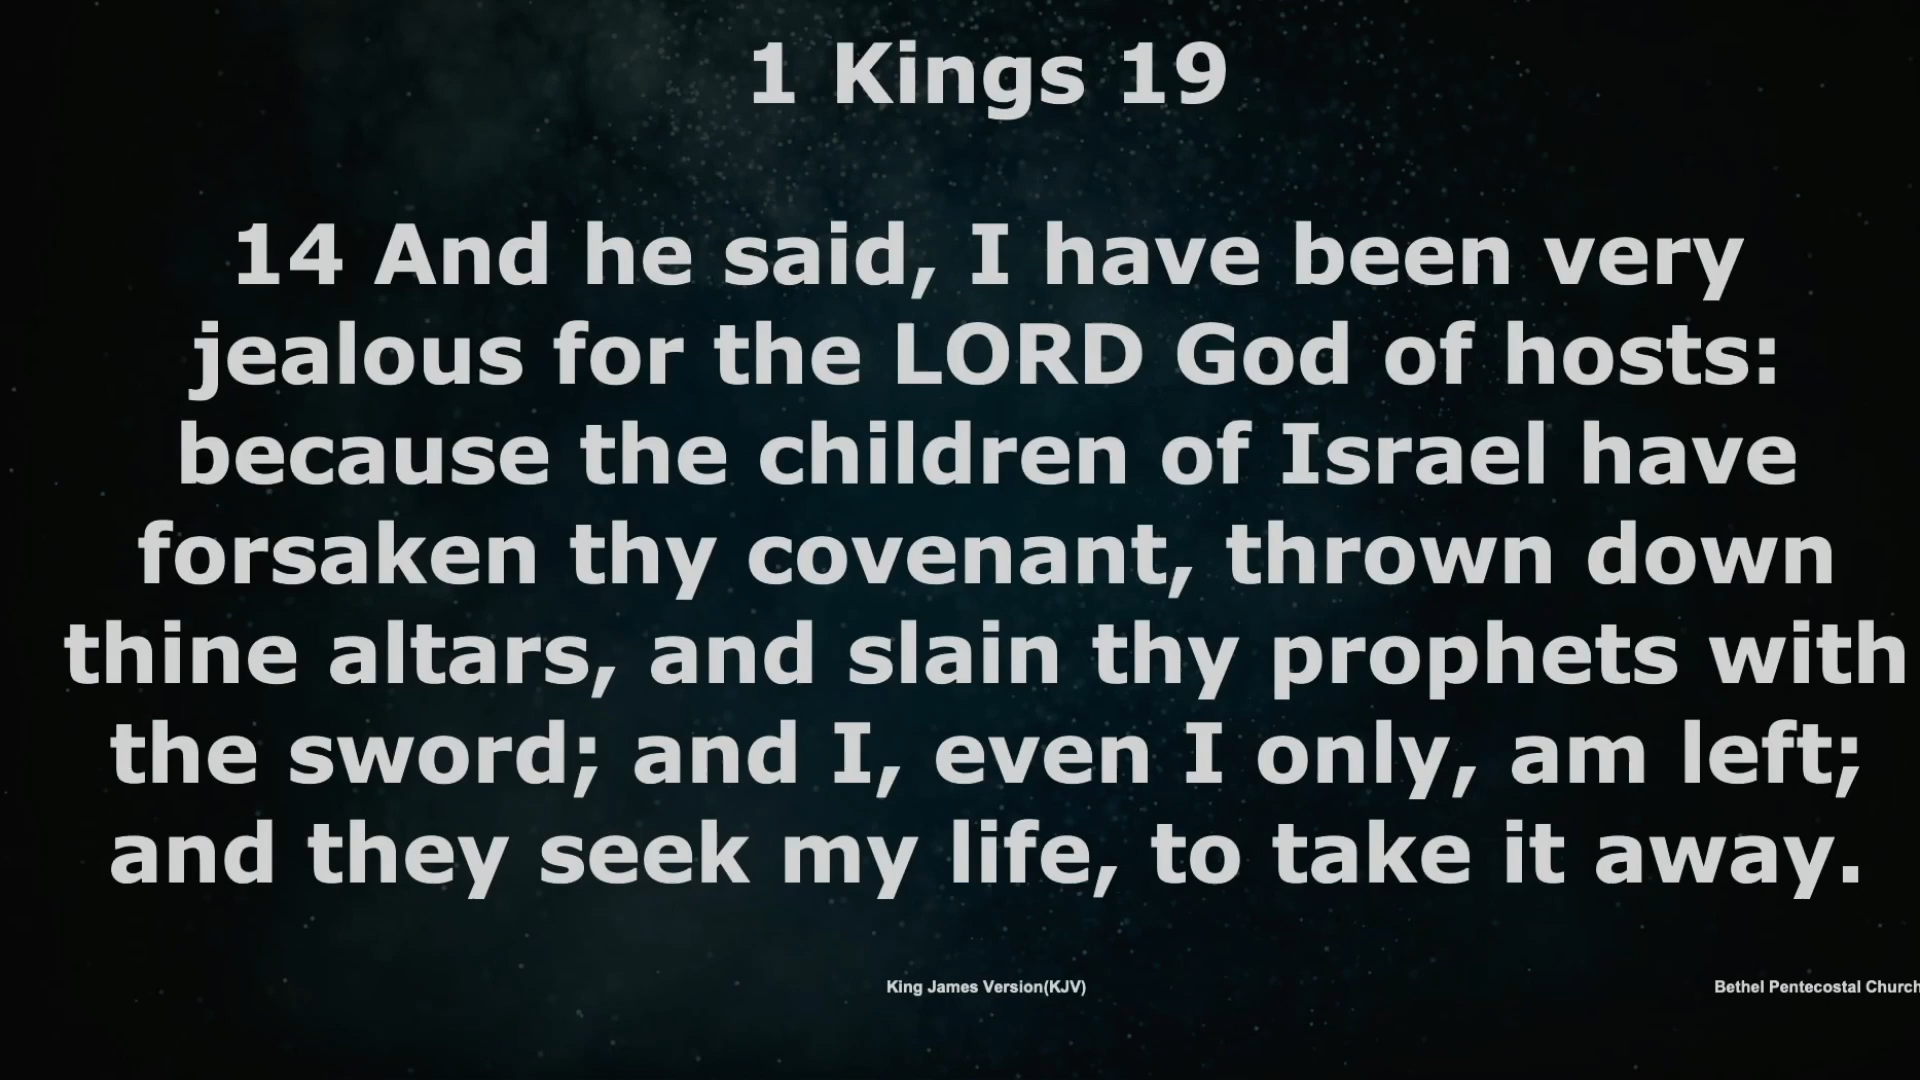 1 Kings 19
14 And he said, I have been very
jealous for the LORD God of hosts:
because the children of Israel have
forsaken thy covenant, thrown down
thine altars, and slain thy prophets with
the sword; and I, even I only, am left;
and they seek my life, to take it away.
King James Version(KJV)
Bethel Pentecostal Church